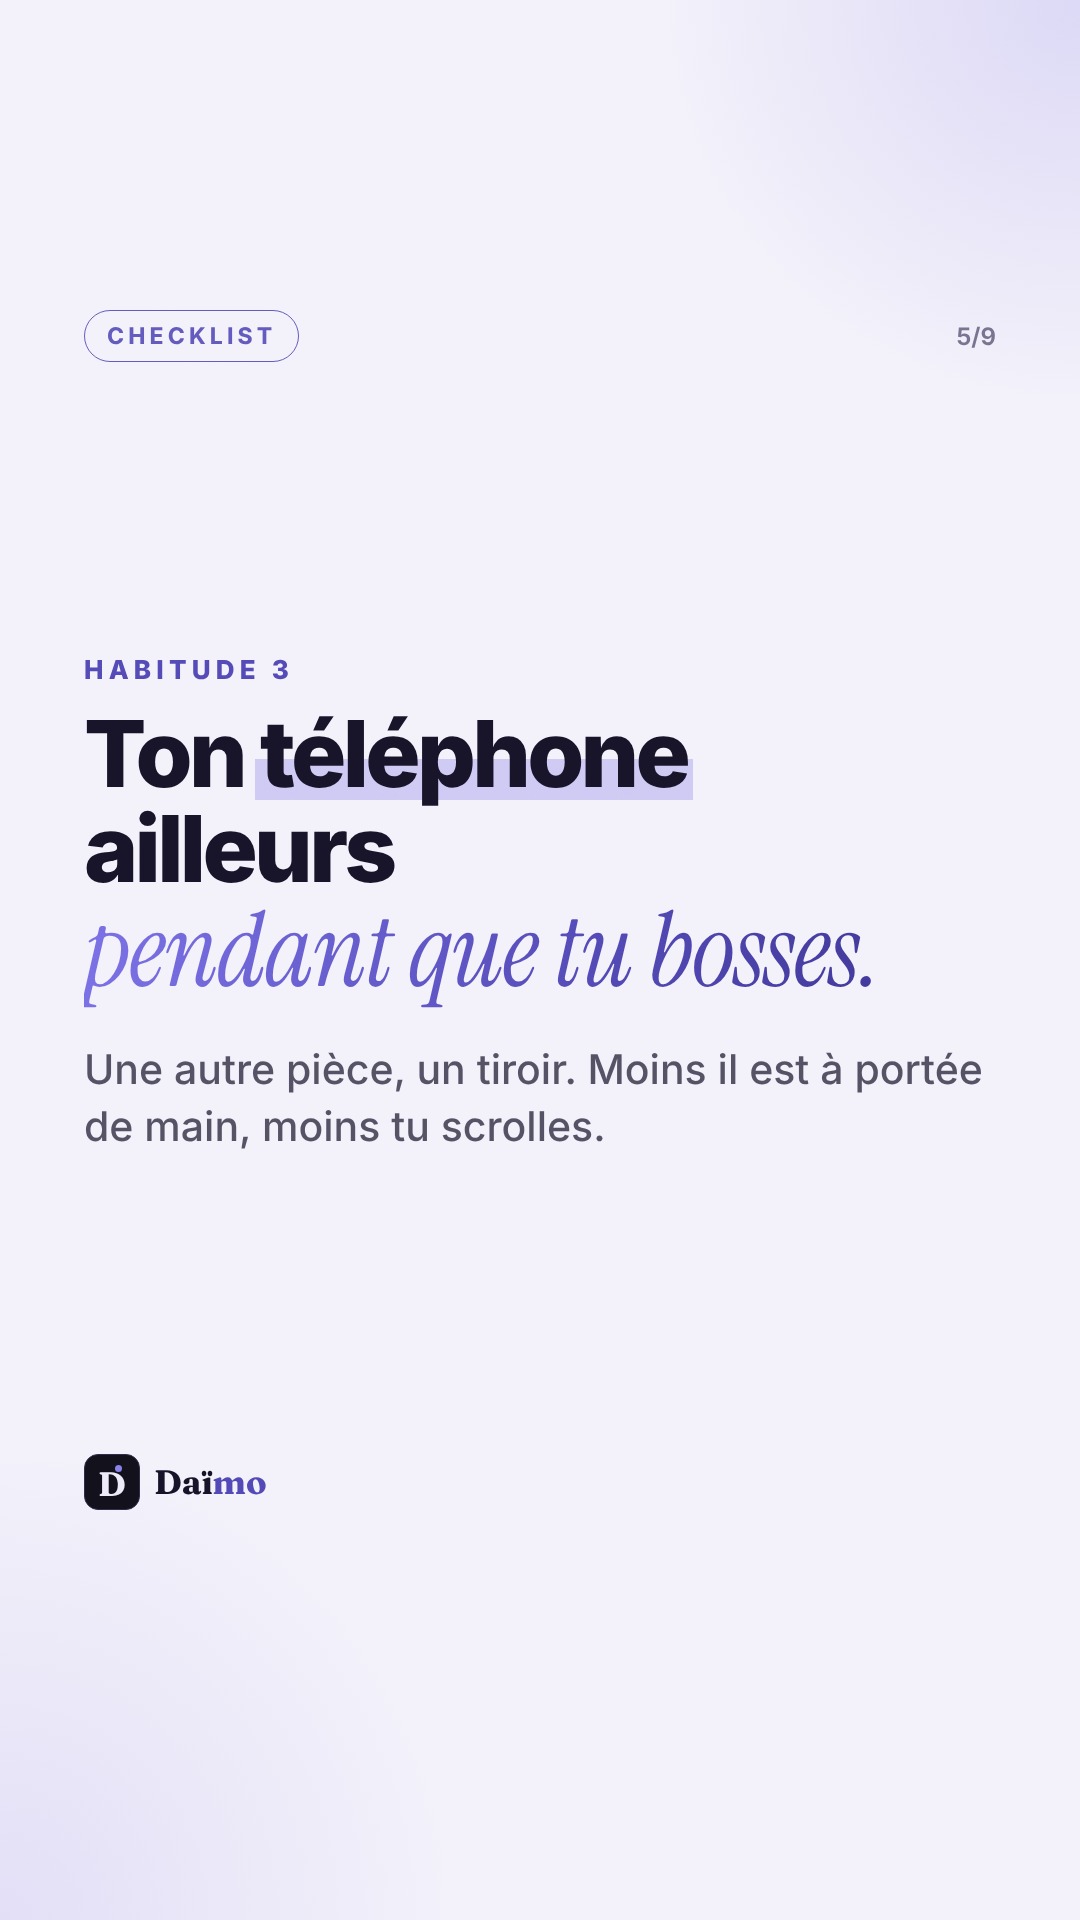 CHECKLIST
5/9
HABITUDE 3
Ton téléphone
ailleurs
pendant que tu bosses.
Une autre pièce, un tiroir. Moins il est à portée
de main, moins tu scrolles.
D Daïmo